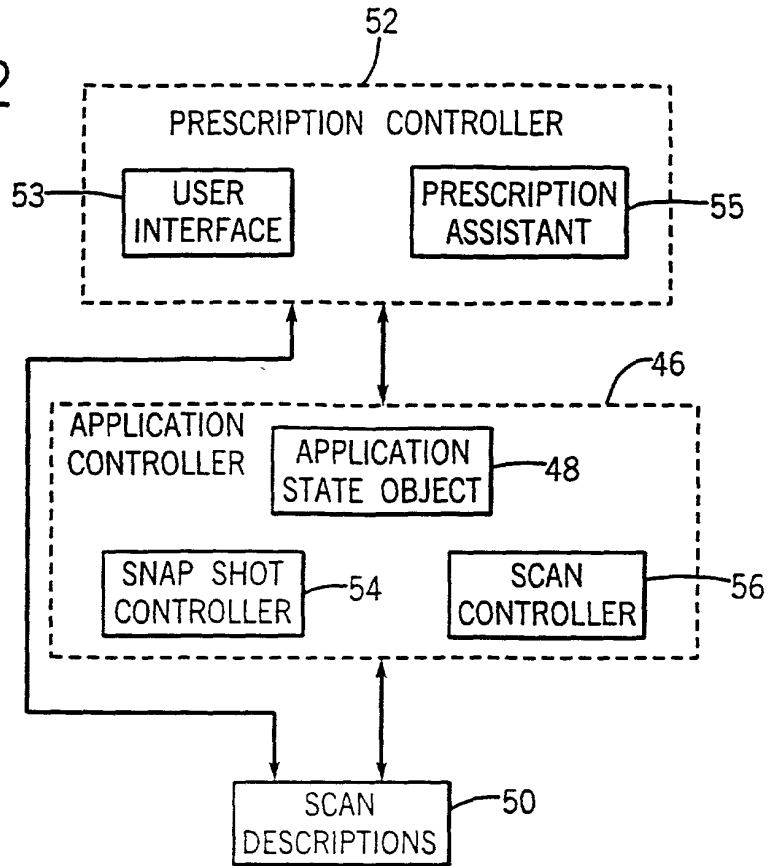 2
52
PRESCRIPTION CONTROLLER
53
USER
INTERFACE
PRESCRIPTION
ASSISTANT
55
46
APPLICATION
CONTROLLER
APPLICATION
STATE OBJECT
48
SNAP SHOT
CONTROLLER
54
SCAN
CONTROLLER
56
SCAN
DESCRIPTIONS
50